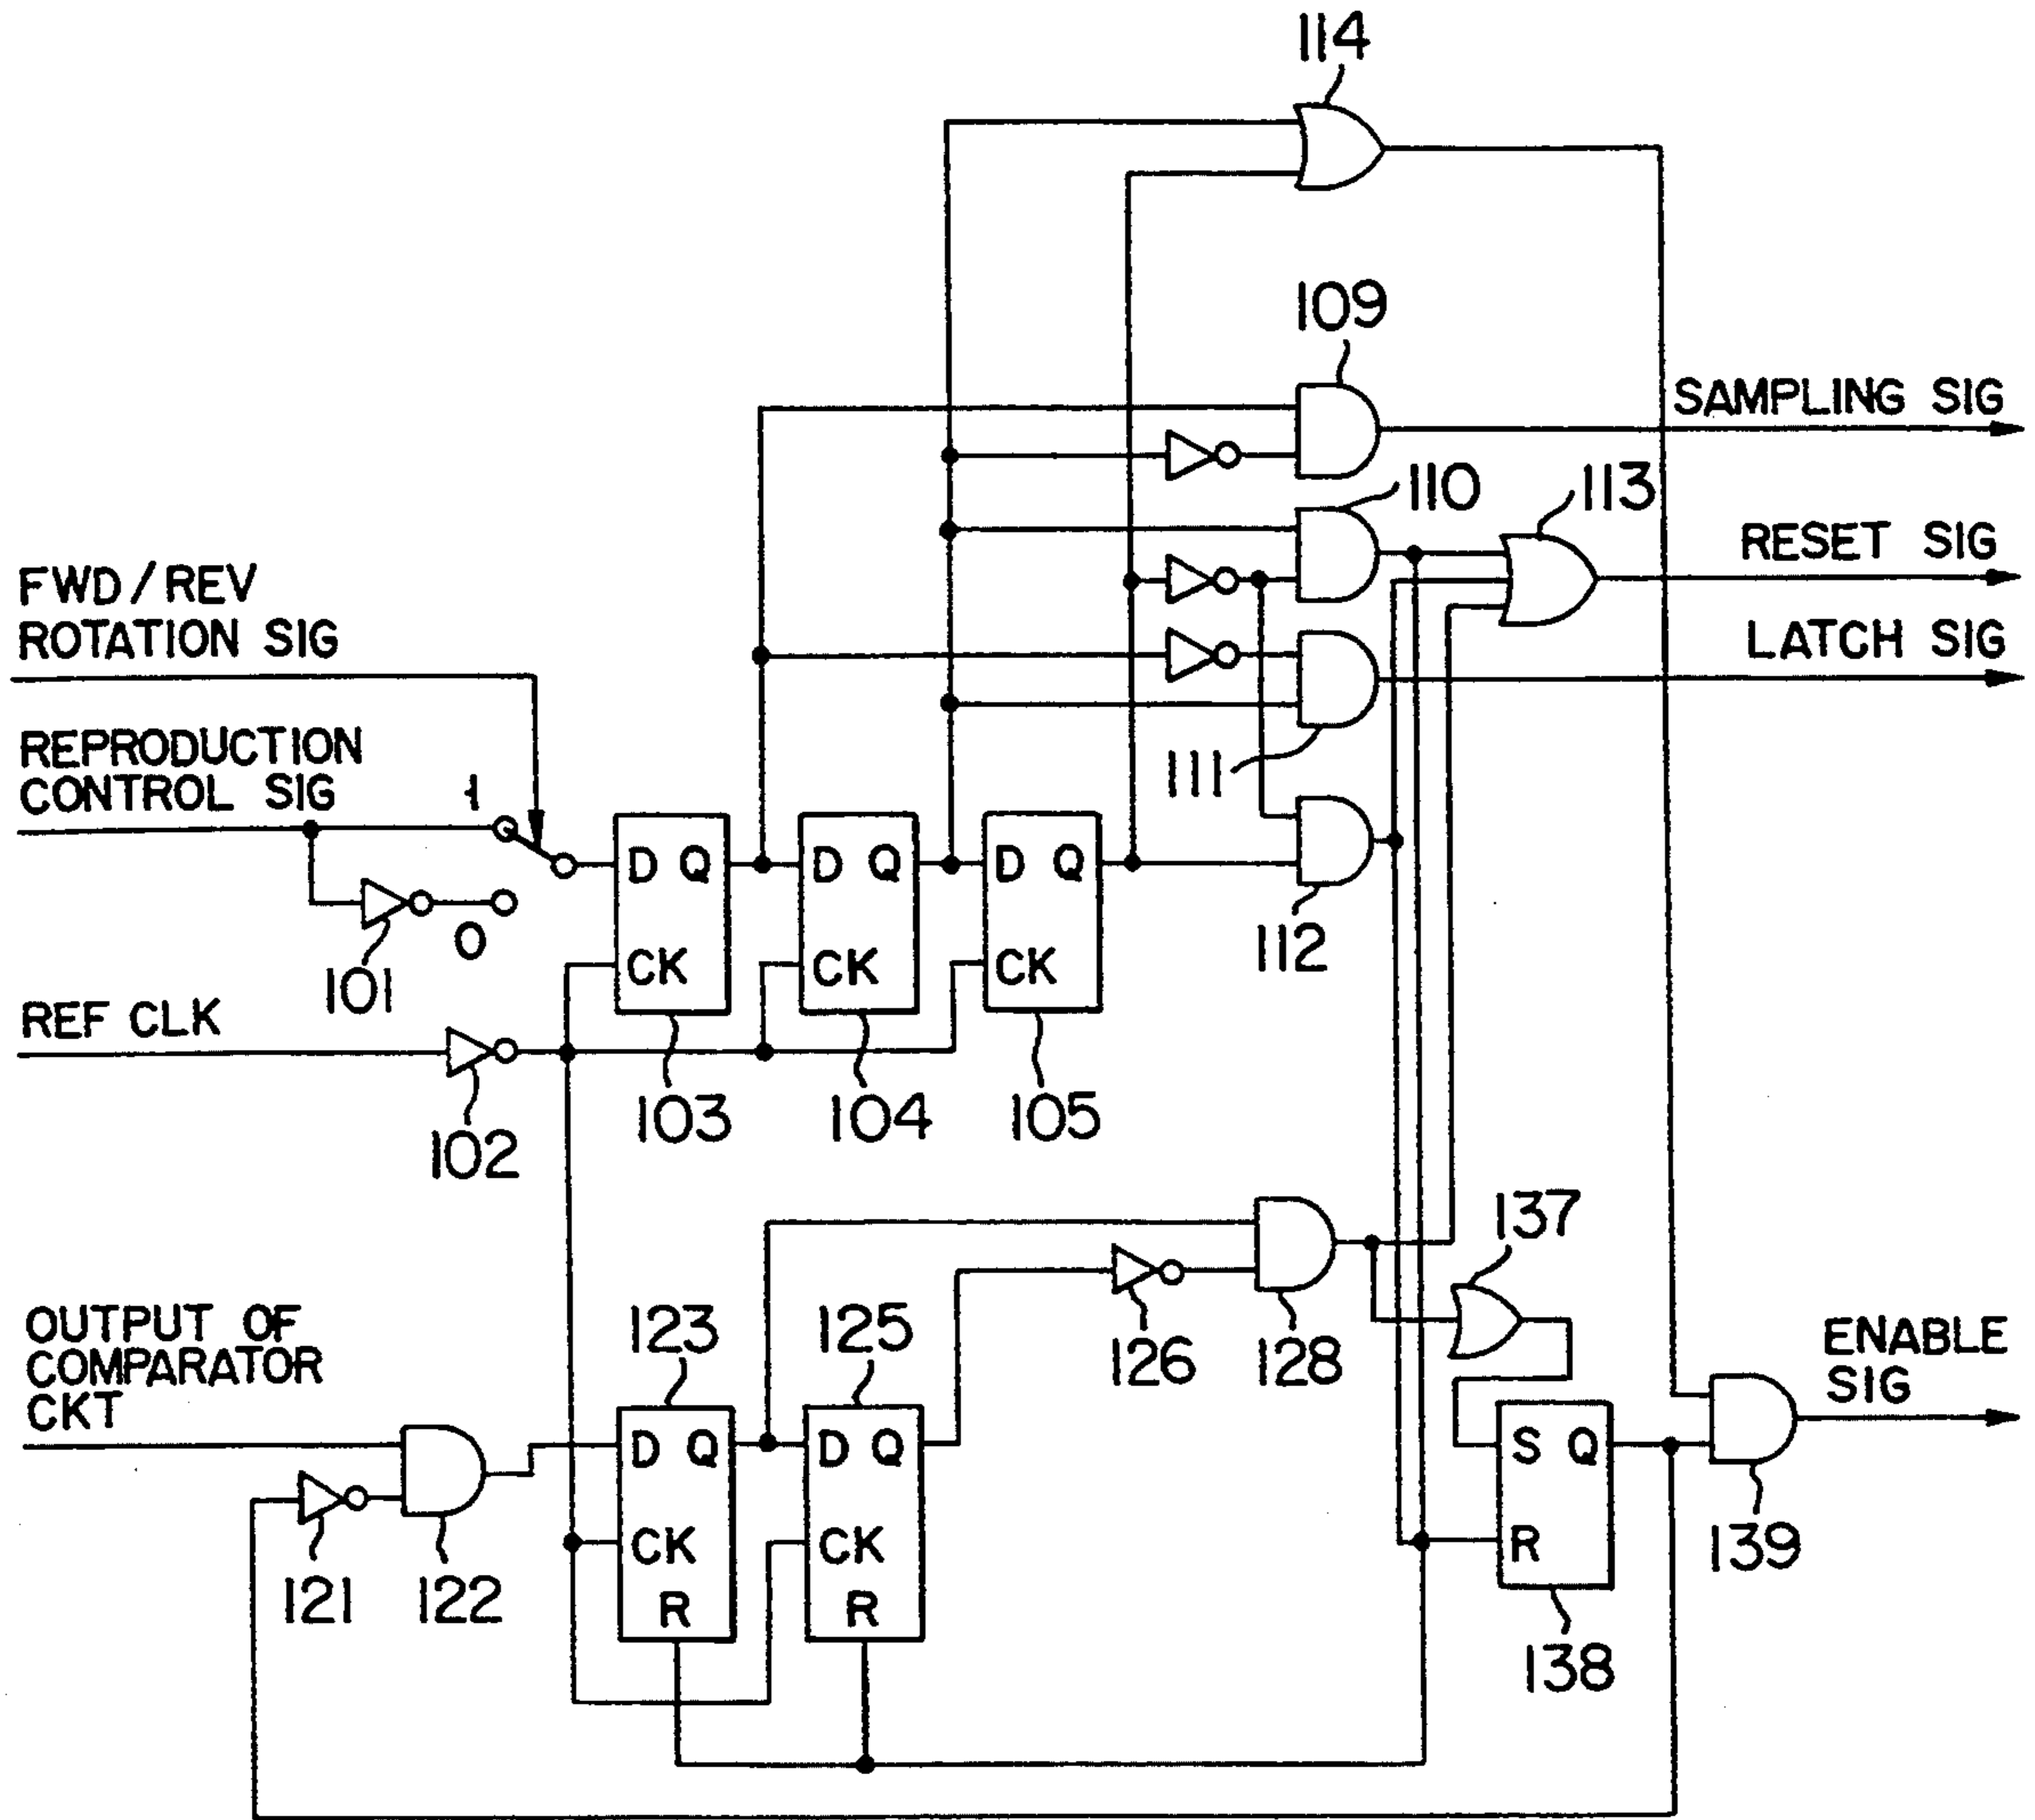 114
109
SAMPLING SIG
110
113
RESET SIG
FWD/REV
ROTATION SIG
LATCH SIG
REPRODUCTION
CONTROL SIG
1
111
D Q
D Q
D Q
0
CK
CK
CK
112
101
REF CLK
103
104
105
102
137
OUTPUT OF
COMPARATOR
CKT
123
125
126
128
ENABLE
SIG
D Q
D Q
S Q
CK
CK
R
R
R
121
122
139
138